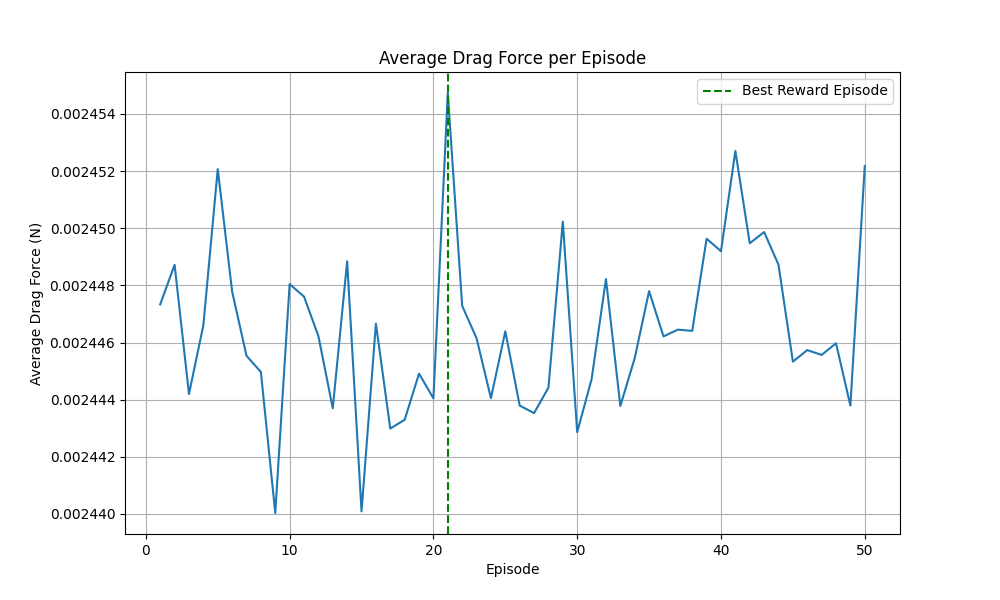 Average Drag Force per Episode
Best Reward Episode
Average Drag Force (N)
0.002454
0.002452
0.002450
0.002448
0.002446
0.002444
0.002442
0.002440
0 10 20 30 40 50
Episode